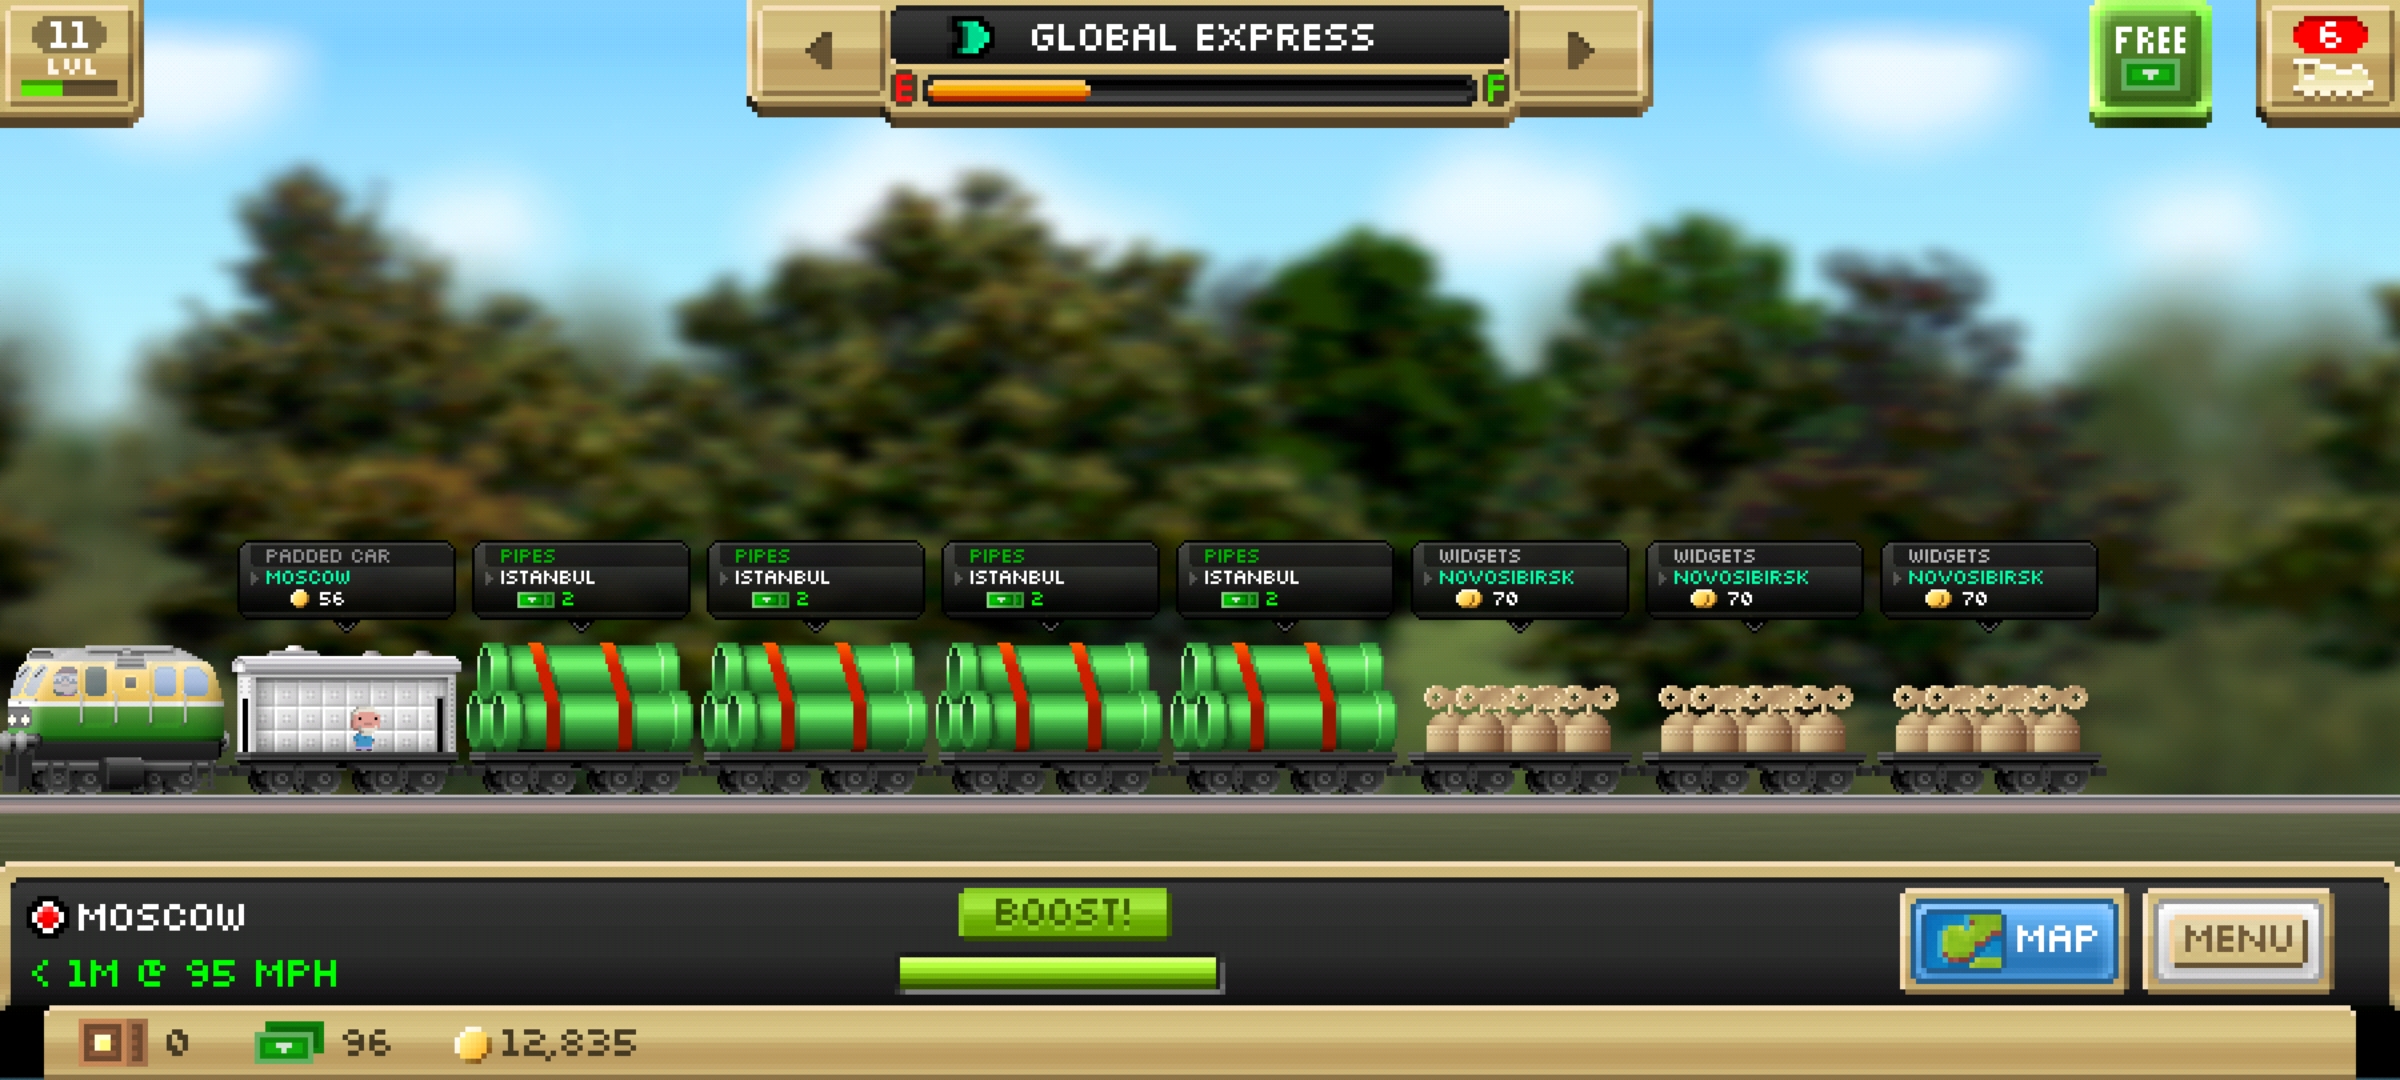 11
LVL
GLOBAL EXPRESS
E
F
FREE
6
PADDED CAR
MOSCOW
56
PIPES
ISTANBUL
2
PIPES
ISTANBUL
2
PIPES
ISTANBUL
2
PIPES
ISTANBUL
2
WIDGETS
NOVOSIBIRSK
70
WIDGETS
NOVOSIBIRSK
70
WIDGETS
NOVOSIBIRSK
70
MOSCOW
< 1M @ 95 MPH
BOOST!
MAP
MENU
0
96
12,835